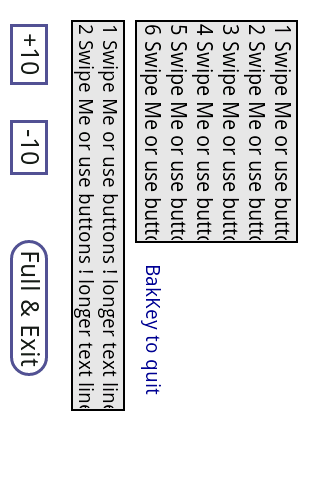 1 Swipe Me or use butto
2 Swipe Me or use butto
3 Swipe Me or use butto
4 Swipe Me or use butto
5 Swipe Me or use butto
6 Swipe Me or use butto
BakKey to quit
1 Swipe Me or use buttons ! longer text line
2 Swipe Me or use buttons ! longer text line
+10
-10
Full & Exit